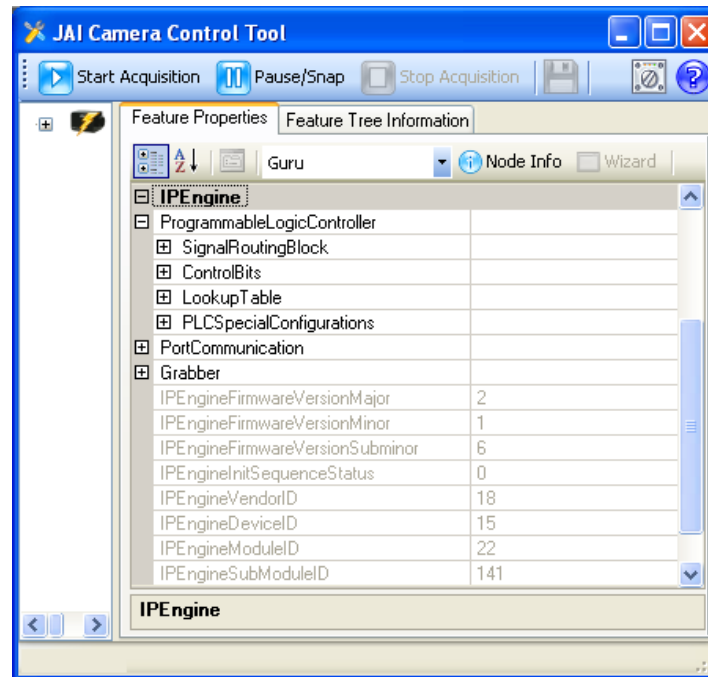 JAI Camera Control Tool
Start Acquisition Pause/Snap Stop Acquisition
Feature Properties Feature Tree Information
Guru Node Info Wizard
IPEngine
ProgrammableLogicController
SignalRoutingBlock
ControlBits
LookupTable
PLCSpecialConfigurations
PortCommunication
Grabber
IPEngineFirmwareVersionMajor 2
IPEngineFirmwareVersionMinor 1
IPEngineFirmwareVersionSubminor 6
IPEngineInitSequenceStatus 0
IPEngineVendorID 18
IPEngineDeviceID 15
IPEngineModuleID 22
IPEngineSubModuleID 141
IPEngine